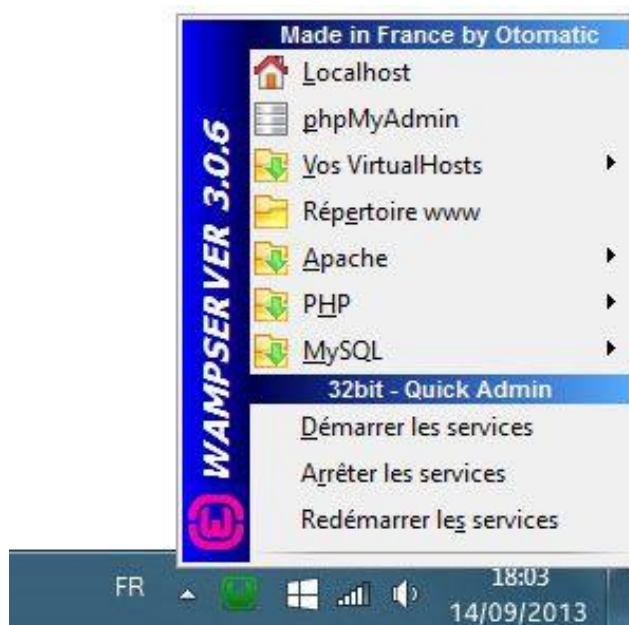 Made in France by Otomatic
Localhost
phpMyAdmin
Vos VirtualHosts
Répertoire www
Apache
PHP
MySQL
32bit - Quick Admin
Démarrer les services
Arrêter les services
Redémarrer les services
WAMPSERVER 3.0.6
FR
18:03
14/09/2013